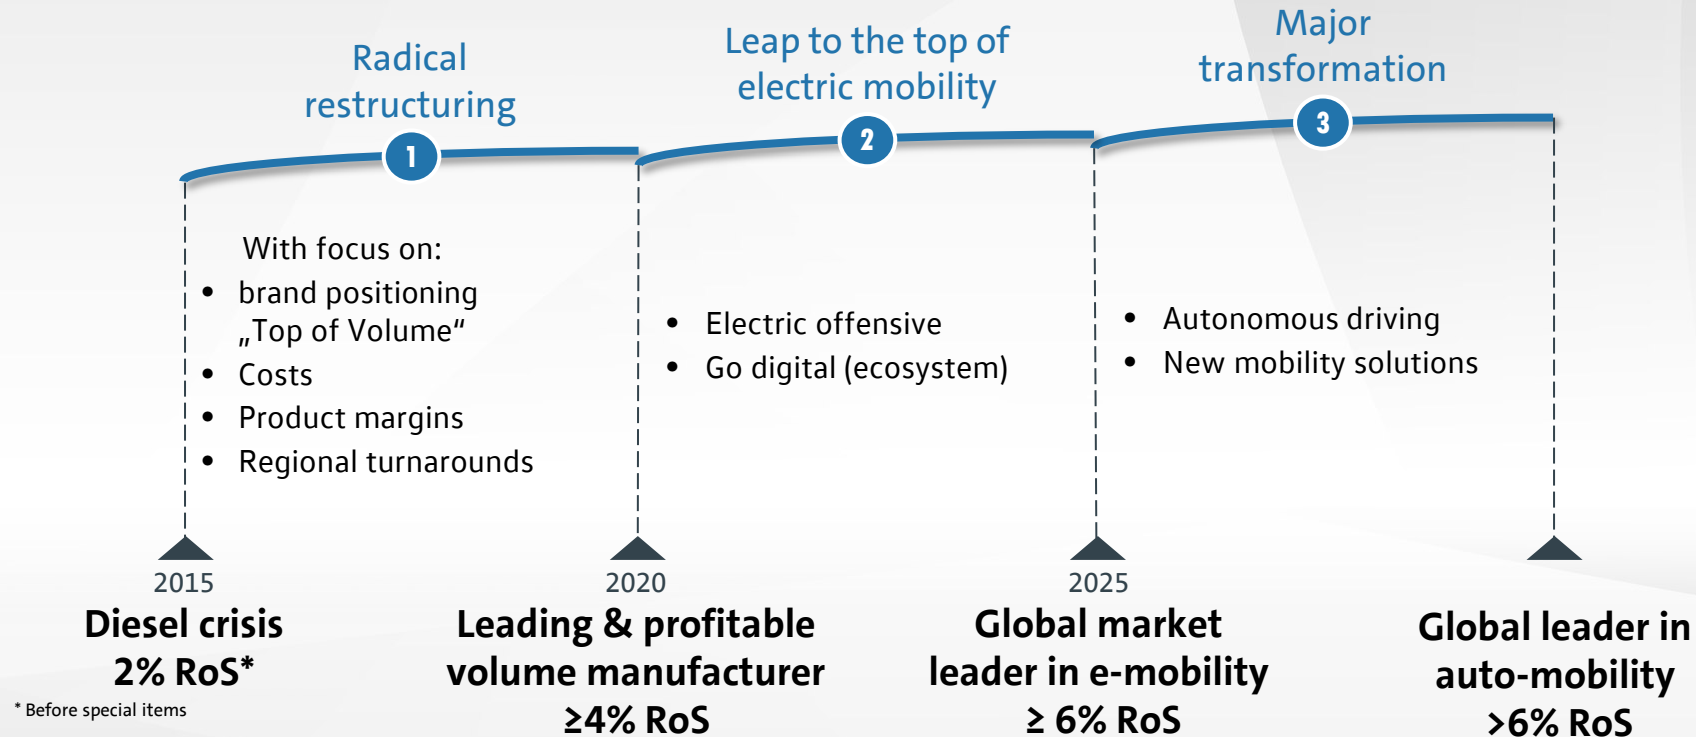 Radical
restructuring
1
Leap to the top of
electric mobility
2
Major
transformation
3
With focus on:
• brand positioning
„Top of Volume“
• Costs
• Product margins
• Regional turnarounds
• Electric offensive
• Go digital (ecosystem)
• Autonomous driving
• New mobility solutions
2015
Diesel crisis
2% RoS*
2020
Leading & profitable
volume manufacturer
≥4% RoS
2025
Global market
leader in e-mobility
≥ 6% RoS
Global leader in
auto-mobility
>6% RoS
* Before special items